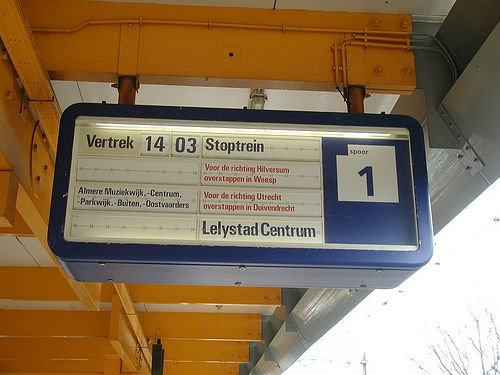 Vertrek 14 03 Stoptrein
spoor
1
Voor de richting Hilversum
overstappen in Weesp
Almere Muziekwijk,-Centrum,
-Parkwijk,-Buiten,-Oostvaarders
Voor de richting Utrecht
overstappen in Duivendrecht
Lelystad Centrum